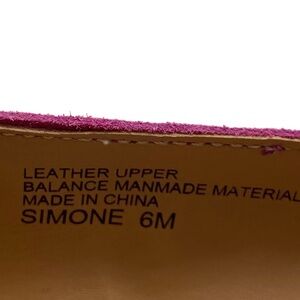 LEATHER UPPER
BALANCE MANMADE MATERIAL
MADE IN CHINA
SIMONE 6M